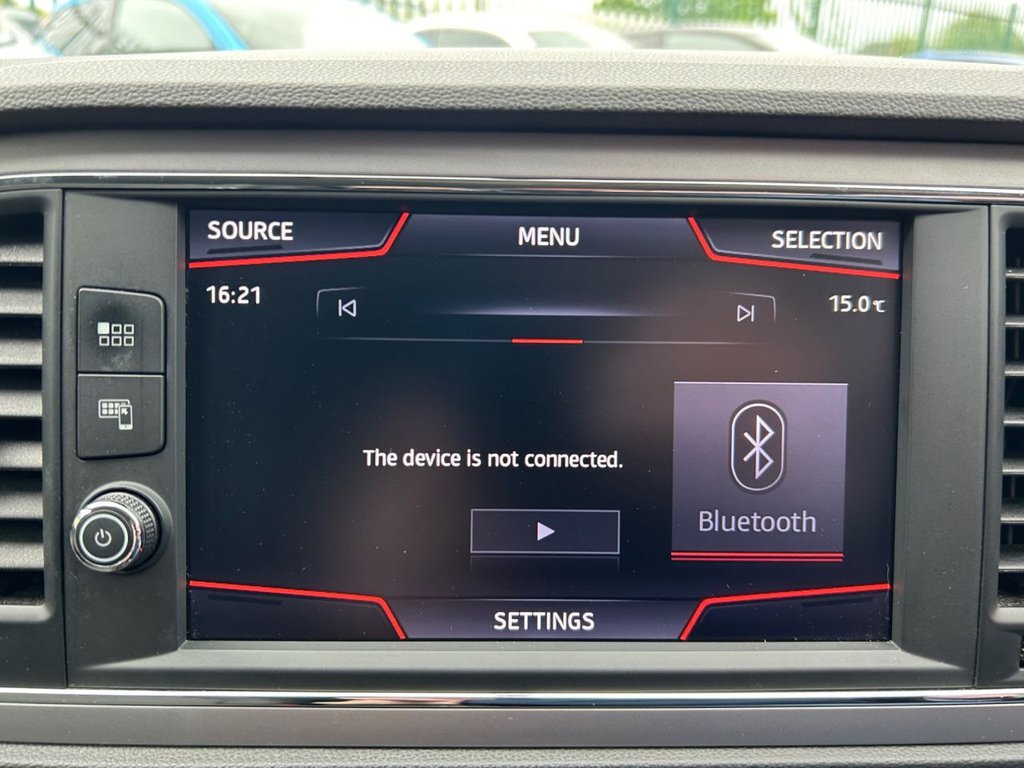 SOURCE
MENU
SELECTION
16:21
15.0 °C
The device is not connected.
Bluetooth
SETTINGS